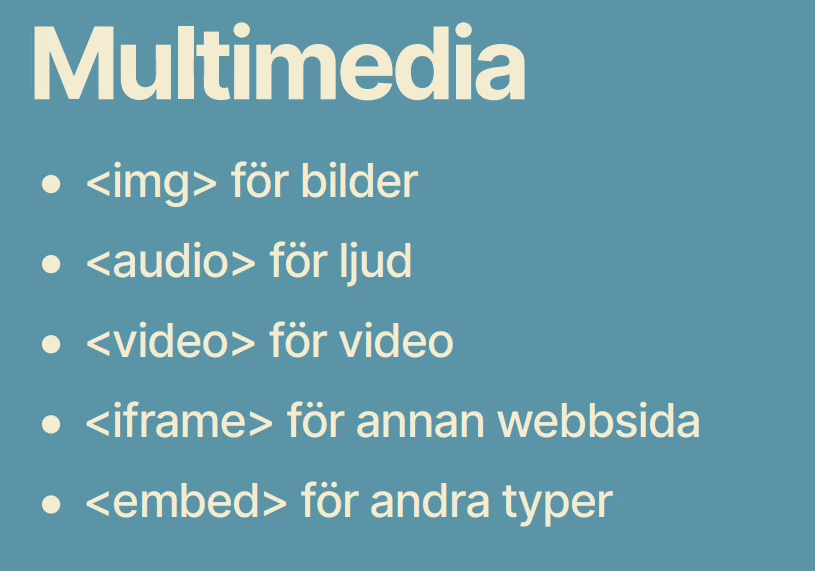 Multimedia
• <img> för bilder
• <audio> för ljud
• <video> för video
• <iframe> för annan webbsida
• <embed> för andra typer